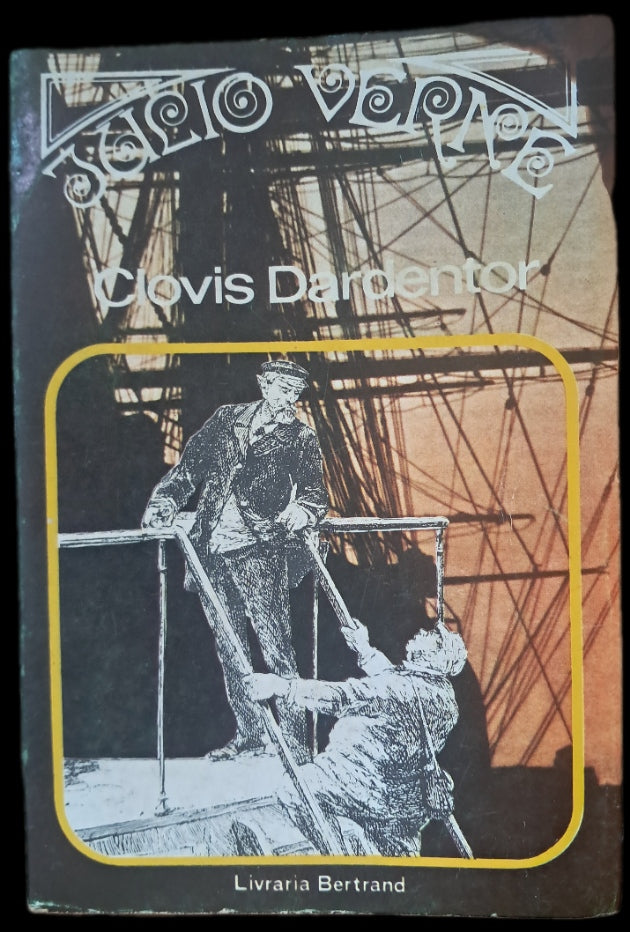 JULIO VERNE
Clovis Dardentor
Livraria Bertrand